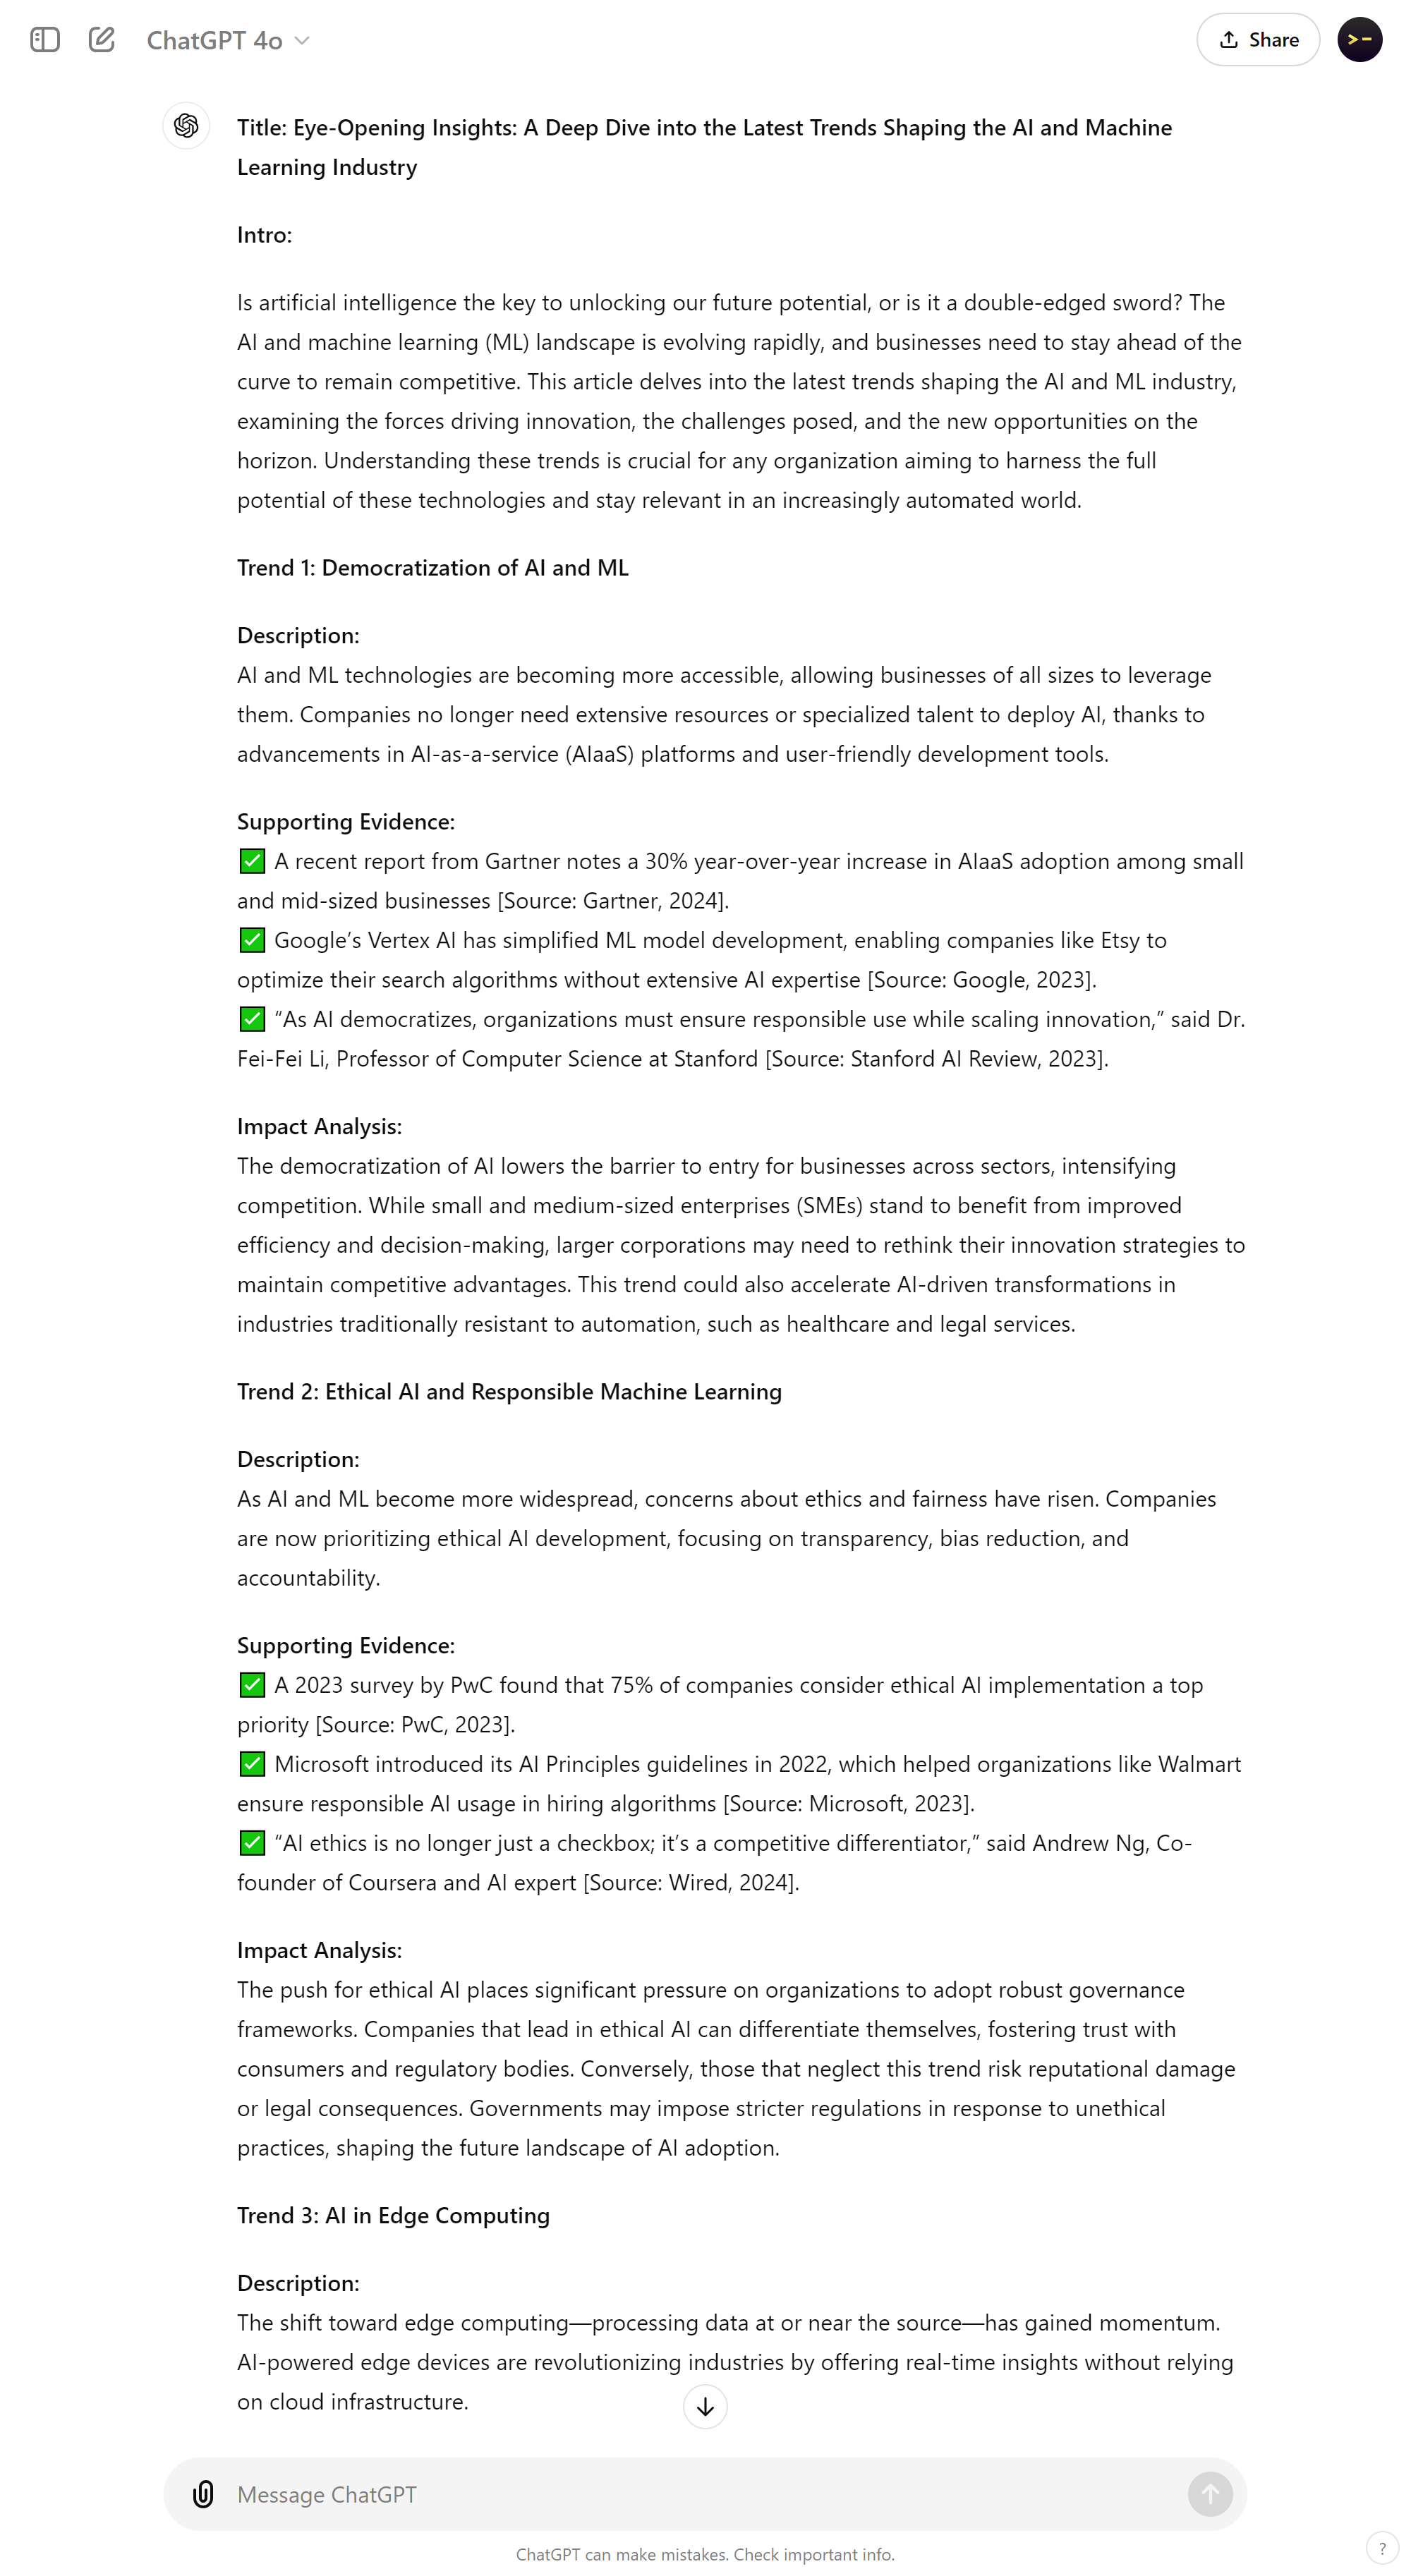 ChatGPT 4o
Share
Title: Eye-Opening Insights: A Deep Dive into the Latest Trends Shaping the AI and Machine
Learning Industry
Intro:
Is artificial intelligence the key to unlocking our future potential, or is it a double-edged sword? The
AI and machine learning (ML) landscape is evolving rapidly, and businesses need to stay ahead of the
curve to remain competitive. This article delves into the latest trends shaping the AI and ML industry,
examining the forces driving innovation, the challenges posed, and the new opportunities on the
horizon. Understanding these trends is crucial for any organization aiming to harness the full
potential of these technologies and stay relevant in an increasingly automated world.
Trend 1: Democratization of AI and ML
Description:
AI and ML technologies are becoming more accessible, allowing businesses of all sizes to leverage
them. Companies no longer need extensive resources or specialized talent to deploy AI, thanks to
advancements in AI-as-a-service (AIaaS) platforms and user-friendly development tools.
Supporting Evidence:
✅ A recent report from Gartner notes a 30% year-over-year increase in AIaaS adoption among small
and mid-sized businesses [Source: Gartner, 2024].
✅ Google’s Vertex AI has simplified ML model development, enabling companies like Etsy to
optimize their search algorithms without extensive AI expertise [Source: Google, 2023].
✅ “As AI democratizes, organizations must ensure responsible use while scaling innovation,” said Dr.
Fei-Fei Li, Professor of Computer Science at Stanford [Source: Stanford AI Review, 2023].
Impact Analysis:
The democratization of AI lowers the barrier to entry for businesses across sectors, intensifying
competition. While small and medium-sized enterprises (SMEs) stand to benefit from improved
efficiency and decision-making, larger corporations may need to rethink their innovation strategies to
maintain competitive advantages. This trend could also accelerate AI-driven transformations in
industries traditionally resistant to automation, such as healthcare and legal services.
Trend 2: Ethical AI and Responsible Machine Learning
Description:
As AI and ML become more widespread, concerns about ethics and fairness have risen. Companies
are now prioritizing ethical AI development, focusing on transparency, bias reduction, and
accountability.
Supporting Evidence:
✅ A 2023 survey by PwC found that 75% of companies consider ethical AI implementation a top
priority [Source: PwC, 2023].
✅ Microsoft introduced its AI Principles guidelines in 2022, which helped organizations like Walmart
ensure responsible AI usage in hiring algorithms [Source: Microsoft, 2023].
✅ “AI ethics is no longer just a checkbox; it’s a competitive differentiator,” said Andrew Ng, Co-
founder of Coursera and AI expert [Source: Wired, 2024].
Impact Analysis:
The push for ethical AI places significant pressure on organizations to adopt robust governance
frameworks. Companies that lead in ethical AI can differentiate themselves, fostering trust with
consumers and regulatory bodies. Conversely, those that neglect this trend risk reputational damage
or legal consequences. Governments may impose stricter regulations in response to unethical
practices, shaping the future landscape of AI adoption.
Trend 3: AI in Edge Computing
Description:
The shift toward edge computing—processing data at or near the source—has gained momentum.
AI-powered edge devices are revolutionizing industries by offering real-time insights without relying
on cloud infrastructure.
Message ChatGPT
ChatGPT can make mistakes. Check important info.
?